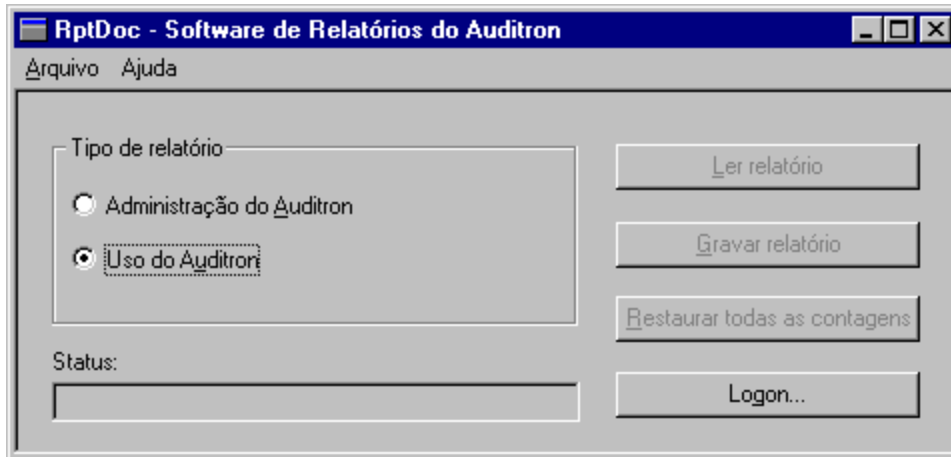 RptDoc - Software de Relatórios do Auditron
Arquivo Ajuda
Tipo de relatório
Administração do Auditron
Uso do Auditron
Ler relatório
Gravar relatório
Restaurar todas as contagens
Status:
Logon...